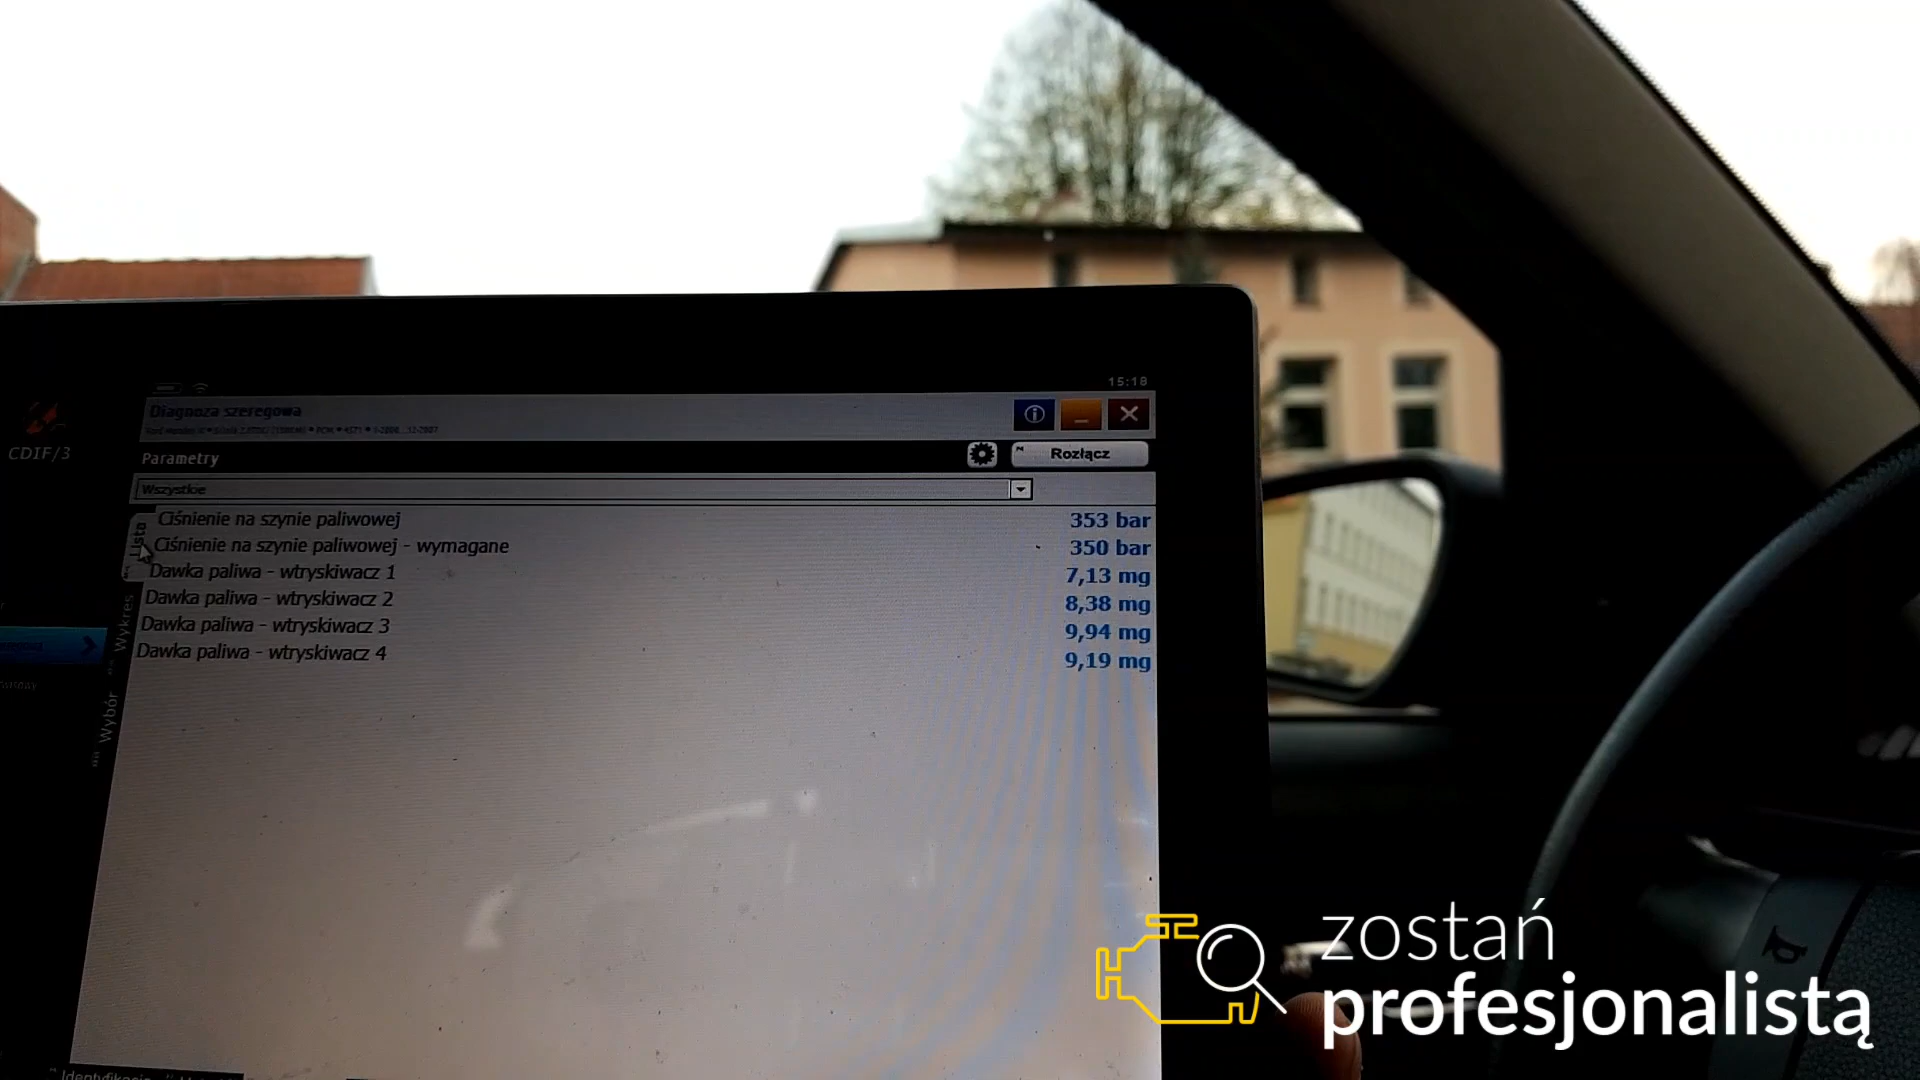 15:18
Diagnoza szeregowa
CDIF/3
Parametry
Rozłącz
Wszystkie
Lista
Wykres
Wybór
Ciśnienie na szynie paliwowej 353 bar
Ciśnienie na szynie paliwowej - wymagane 350 bar
Dawka paliwa - wtryskiwacz 1 7,13 mg
Dawka paliwa - wtryskiwacz 2 8,38 mg
Dawka paliwa - wtryskiwacz 3 9,94 mg
Dawka paliwa - wtryskiwacz 4 9,19 mg
zostań
profesjonalistą